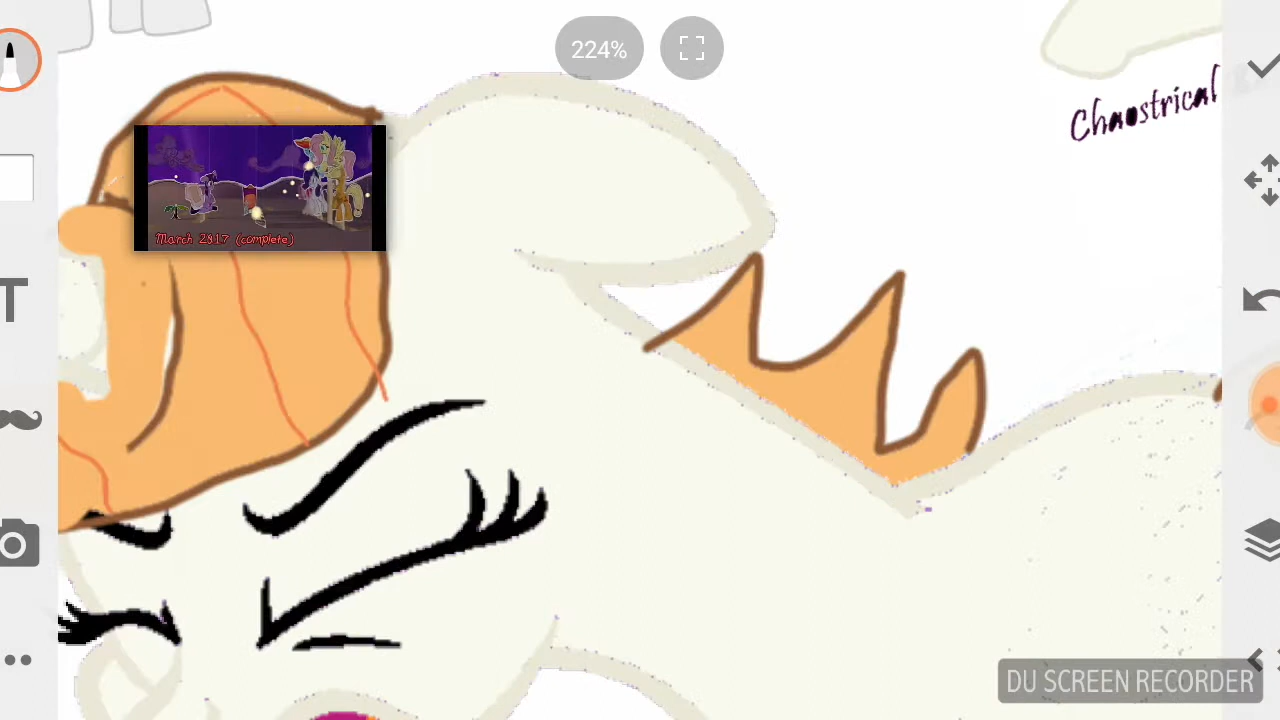 224%
Chaostrical
March 2017 (complete)
T
DU SCREEN RECORDER